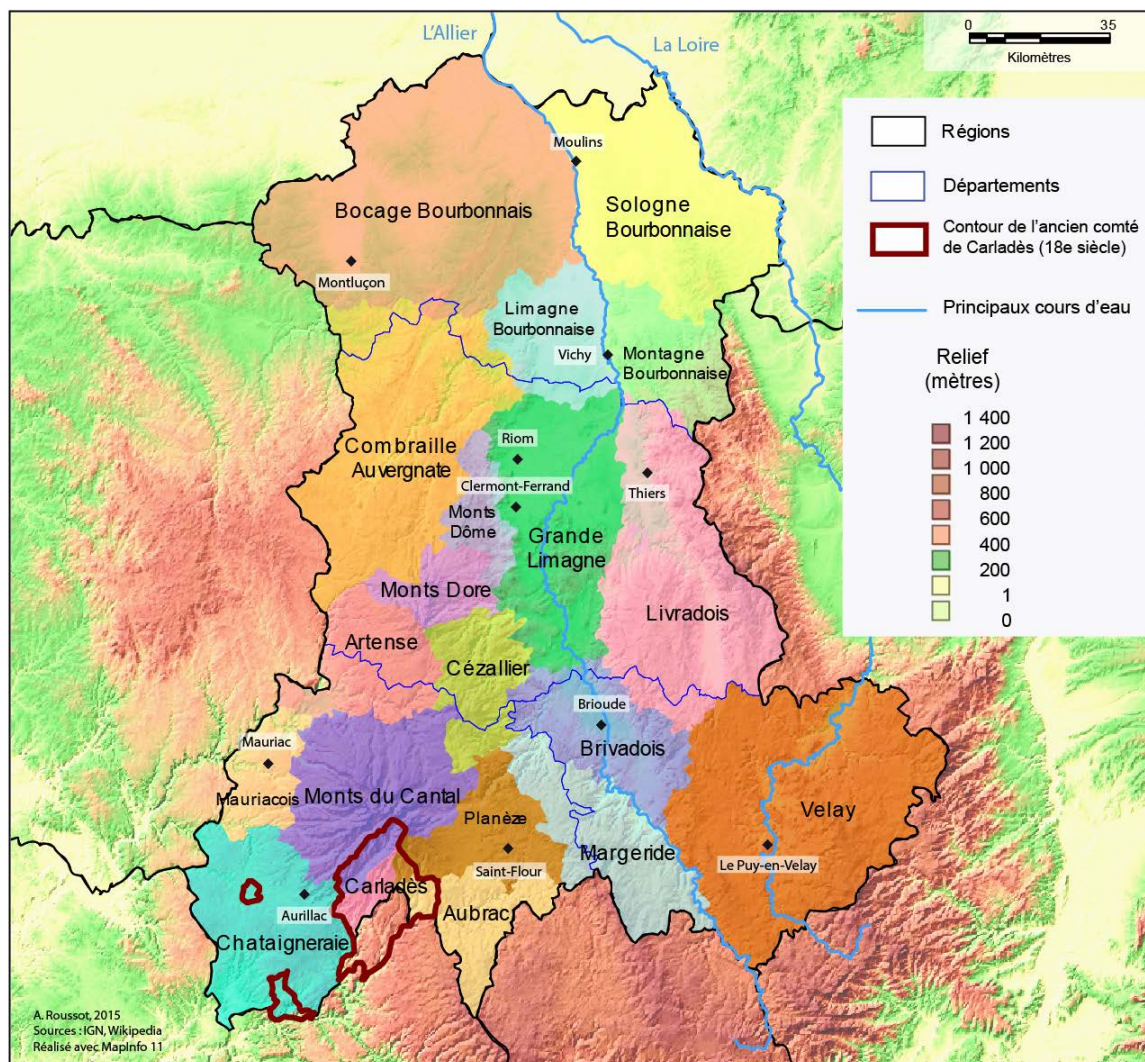 L'Allier
La Loire
0 35
Kilomètres
Régions
Départements
Contour de l'ancien comté
de Carladès (18e siècle)
Principaux cours d'eau
Relief
(mètres)
1 400
1 200
1 000
800
600
400
200
1
0
Moulins
Bocage Bourbonnais
Sologne
Bourbonnaise
Montluçon
Limagne
Bourbonnaise
Vichy
Montagne
Bourbonnaise
Combraille
Auvergnate
Riom
Clermont-Ferrand
Thiers
Monts
Dôme
Grande
Limagne
Monts Dore
Livradois
Artense
Cézallier
Brioude
Brivadois
Mauriac
Mauriacois
Monts du Cantal
Planèze
Velay
Saint-Flour
Margeride
Le Puy-en-Velay
Carladès
Aurillac
Aubrac
Chataigneraie
A. Roussot, 2015
Sources : IGN, Wikipedia
Réalisé avec MapInfo 11